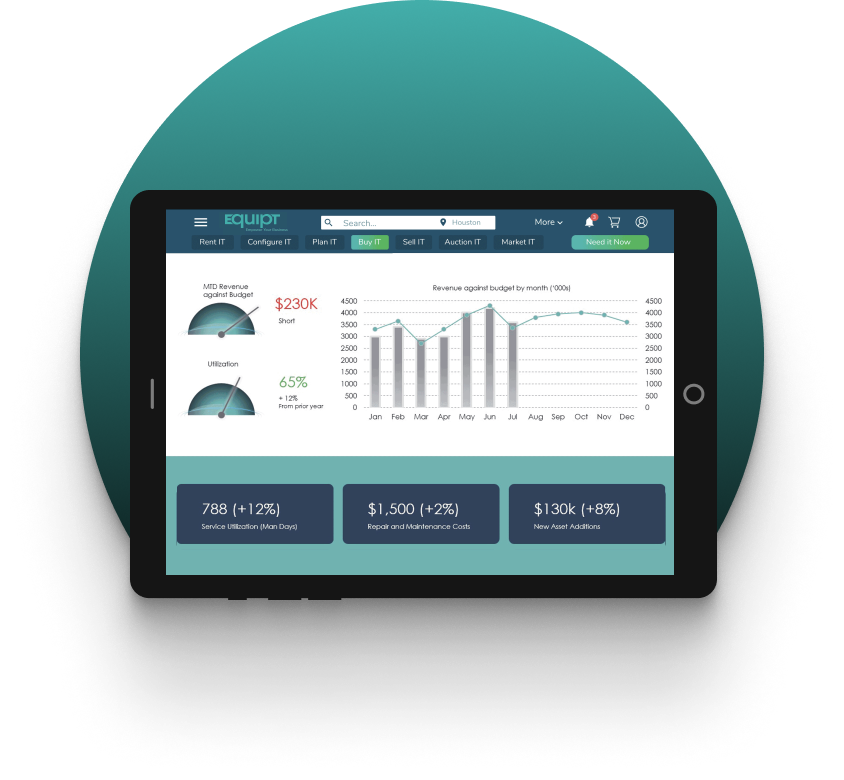 EQUIPT
Search...
Houston
More
3
Rent IT
Configure IT
Plan IT
Buy IT
Sell IT
Auction IT
Market IT
Need it Now
MTD Revenue
against Budget
$230K
Short
Utilization
65%
+ 12%
From prior year
Revenue against budget by month ('000s)
4500 4500
4000 4000
3500 3500
3000 3000
2500 2500
2000 2000
1500 1500
1000 1000
500 500
0 0
Jan Feb Mar Apr May Jun Jul Aug Sep Oct Nov Dec
788 (+12%)
Service Utilization (Man Days)
$1,500 (+2%)
Repair and Maintenance Costs
$130k (+8%)
New Asset Additions